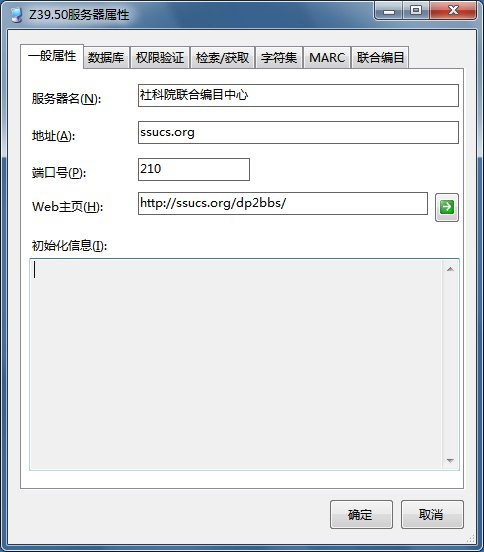 Z39.50服务器属性
一般属性 数据库 权限验证 检索/获取 字符集 MARC 联合编目
服务器名(N): 社科院联合编目中心
地址(A): ssucs.org
端口号(P): 210
Web主页(H): http://ssucs.org/dp2bbs/
初始化信息(I):
确定 取消